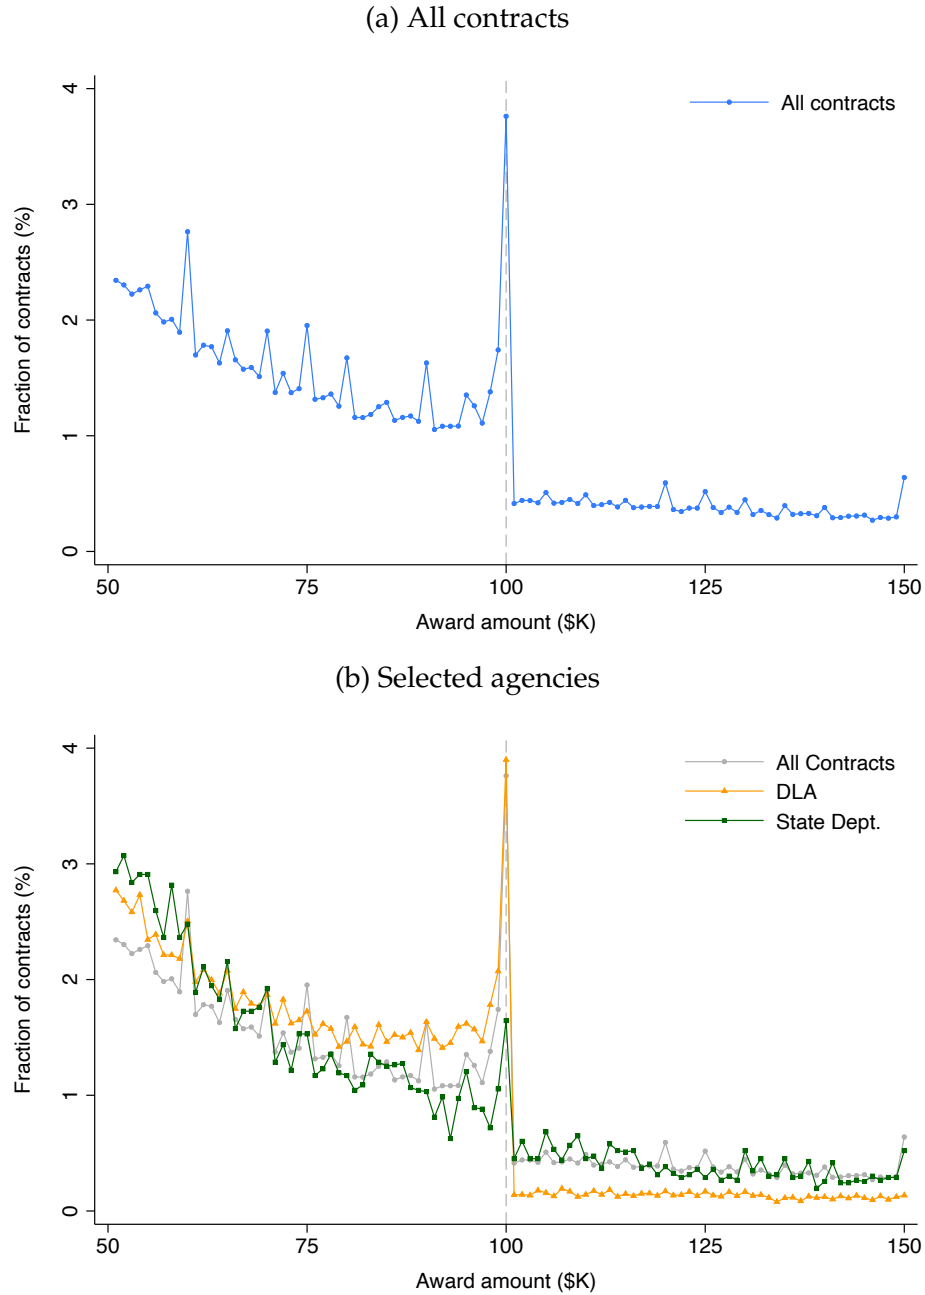 (a) All contracts
All contracts
Fraction of contracts (%)
4
3
2
1
0
50 75 100 125 150
Award amount ($K)
(b) Selected agencies
All Contracts
DLA
State Dept.
Fraction of contracts (%)
4
3
2
1
0
50 75 100 125 150
Award amount ($K)